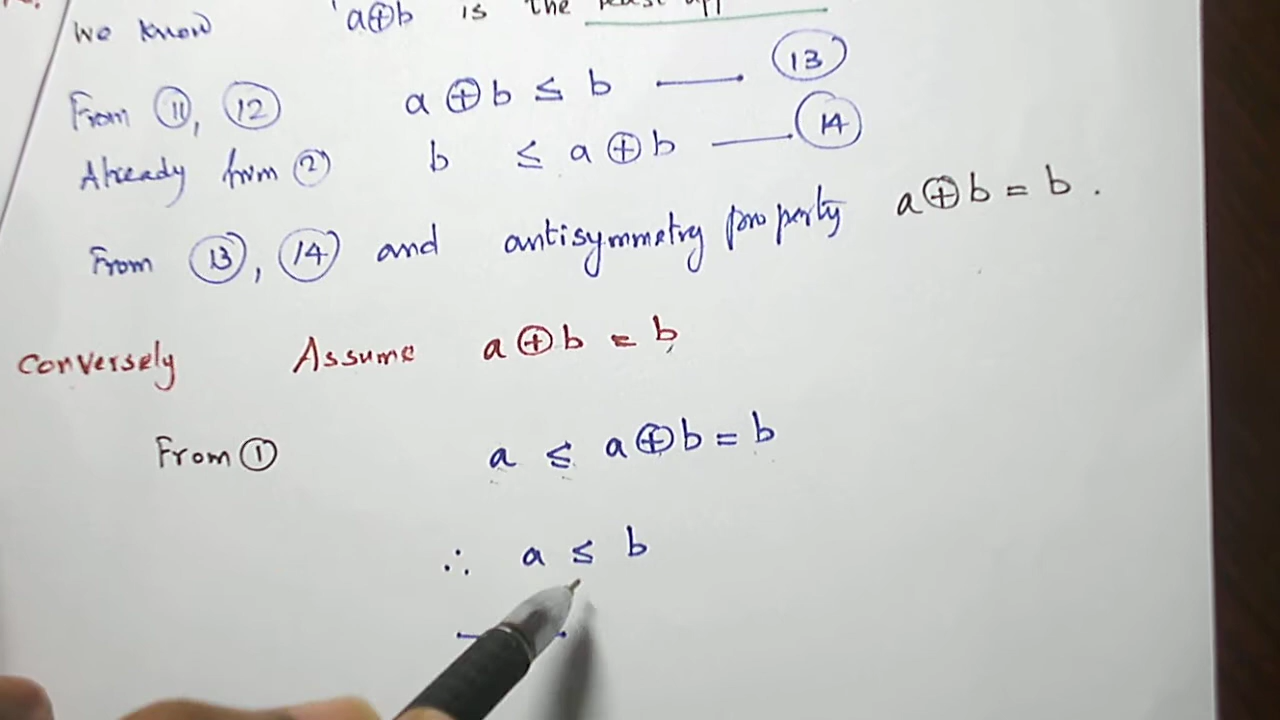 We know a⊕b is the
From ⑪, ⑫ a ⊕ b ≤ b —— ⑬
Already from ② b ≤ a ⊕ b —— ⑭
From ⑬, ⑭ and antisymmetry property a⊕b = b.
Conversely Assume a⊕b = b,
From ① a ≤ a⊕b = b
∴ a ≤ b